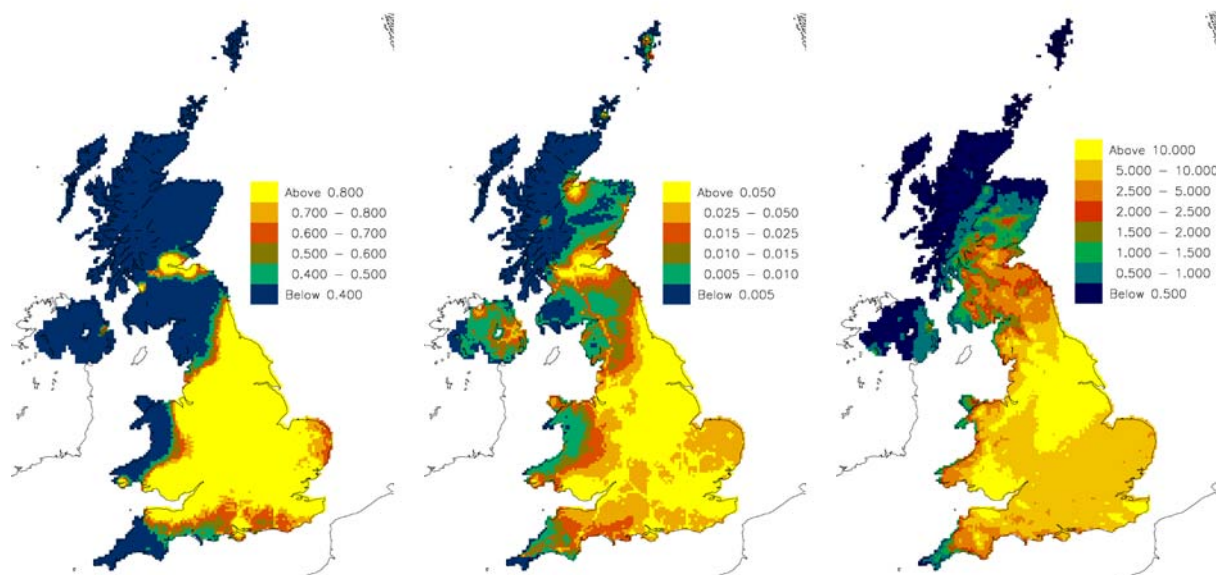 Above 0.800
0.700 – 0.800
0.600 – 0.700
0.500 – 0.600
0.400 – 0.500
Below 0.400
Above 0.050
0.025 – 0.050
0.015 – 0.025
0.010 – 0.015
0.005 – 0.010
Below 0.005
Above 10.000
5.000 – 10.000
2.500 – 5.000
2.000 – 2.500
1.500 – 2.000
1.000 – 1.500
0.500 – 1.000
Below 0.500